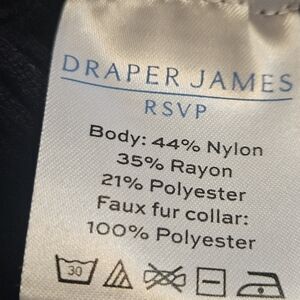 DRAPER JAMES
RSVP
Body: 44% Nylon
35% Rayon
21% Polyester
Faux fur collar:
100% Polyester
30